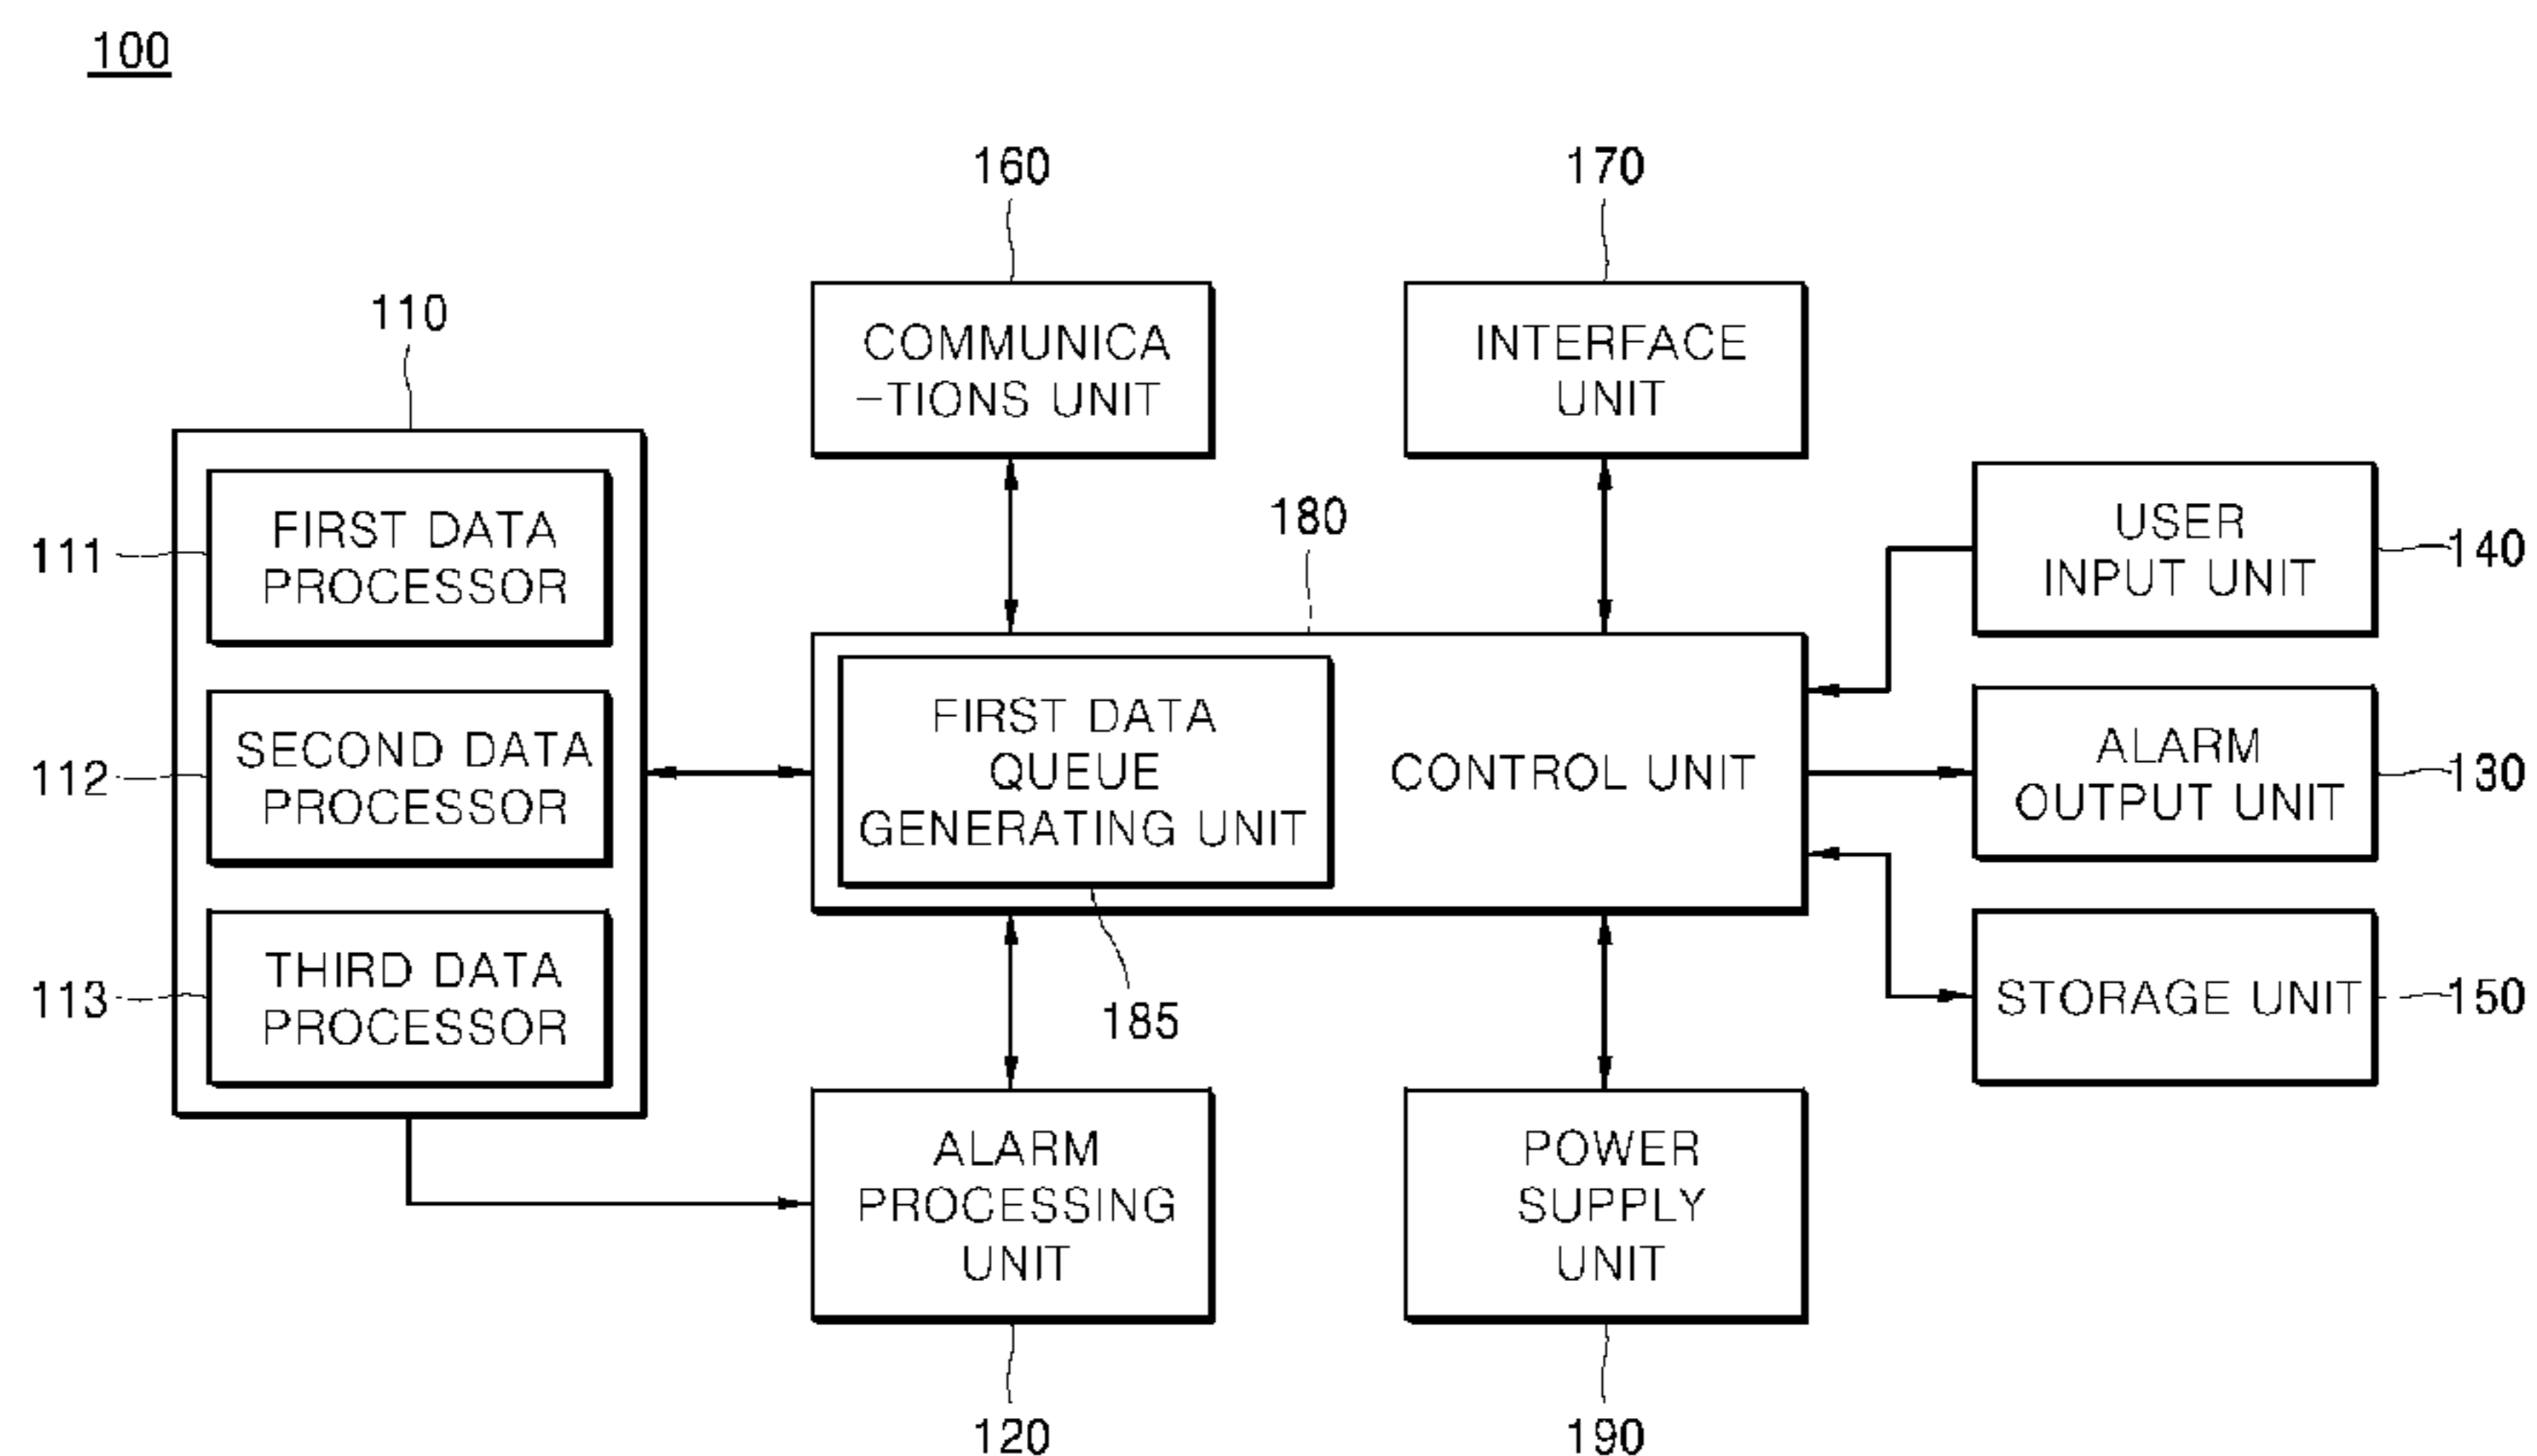 100
160
170
110
COMMUNICA
-TIONS UNIT
INTERFACE
UNIT
111
FIRST DATA
PROCESSOR
180
USER
INPUT UNIT
140
112
SECOND DATA
PROCESSOR
FIRST DATA
QUEUE
GENERATING UNIT
CONTROL UNIT
ALARM
OUTPUT UNIT
130
113
THIRD DATA
PROCESSOR
185
STORAGE UNIT
150
ALARM
PROCESSING
UNIT
POWER
SUPPLY
UNIT
120
190